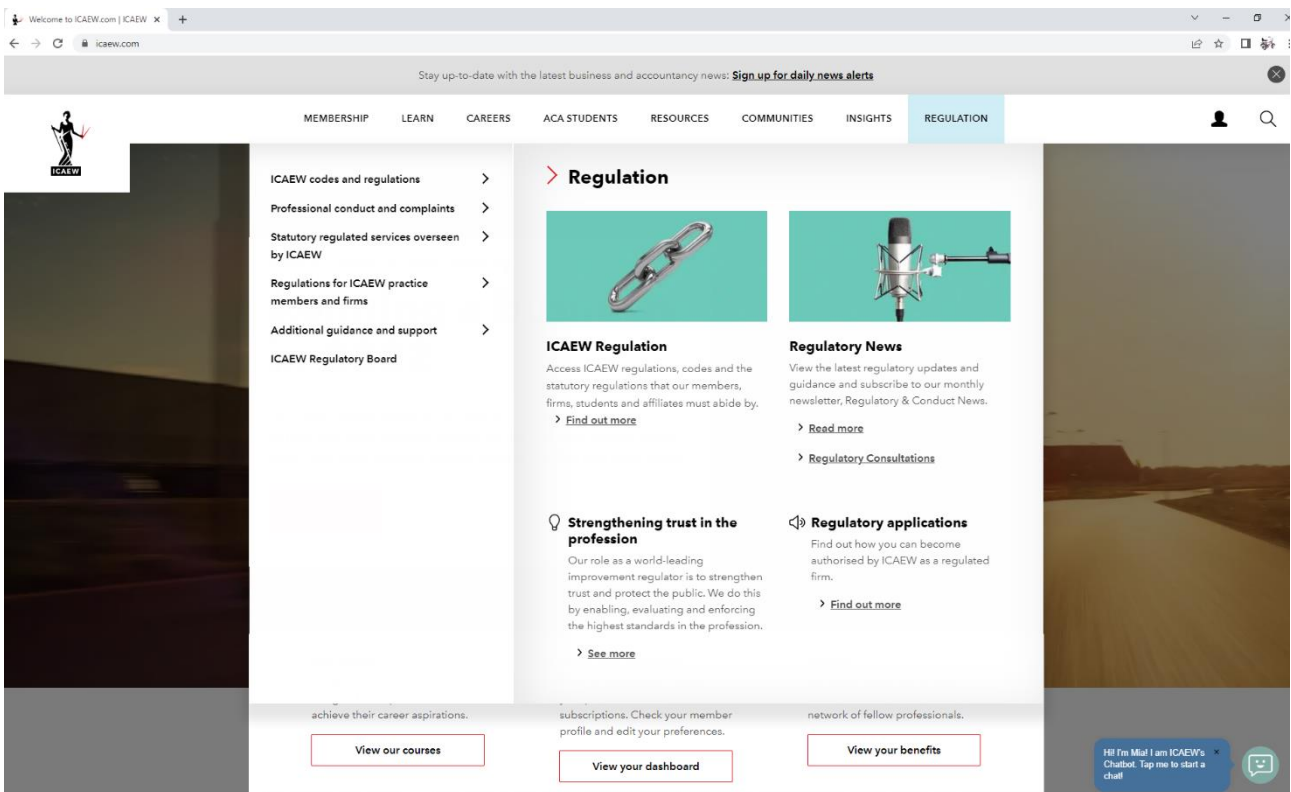 Welcome to ICAEW.com | ICAEW
icaew.com
Stay up-to-date with the latest business and accountancy news: Sign up for daily news alerts
ICAEW
MEMBERSHIP LEARN CAREERS ACA STUDENTS RESOURCES COMMUNITIES INSIGHTS REGULATION
ICAEW codes and regulations
Professional conduct and complaints
Statutory regulated services overseen
by ICAEW
Regulations for ICAEW practice
members and firms
Additional guidance and support
ICAEW Regulatory Board
Regulation
ICAEW Regulation
Access ICAEW regulations, codes and the
statutory regulations that our members,
firms, students and affiliates must abide by.
Find out more
Regulatory News
View the latest regulatory updates and
guidance and subscribe to our monthly
newsletter, Regulatory & Conduct News.
Read more
Regulatory Consultations
Strengthening trust in the
profession
Our role as a world-leading
improvement regulator is to strengthen
trust and protect the public. We do this
by enabling, evaluating and enforcing
the highest standards in the profession.
See more
Regulatory applications
Find out how you can become
authorised by ICAEW as a regulated
firm.
Find out more
achieve their career aspirations.
View our courses
subscriptions. Check your member
profile and edit your preferences.
View your dashboard
network of fellow professionals.
View your benefits
Hi! I'm Mia! I am ICAEW's
Chatbot. Tap me to start a
chat!